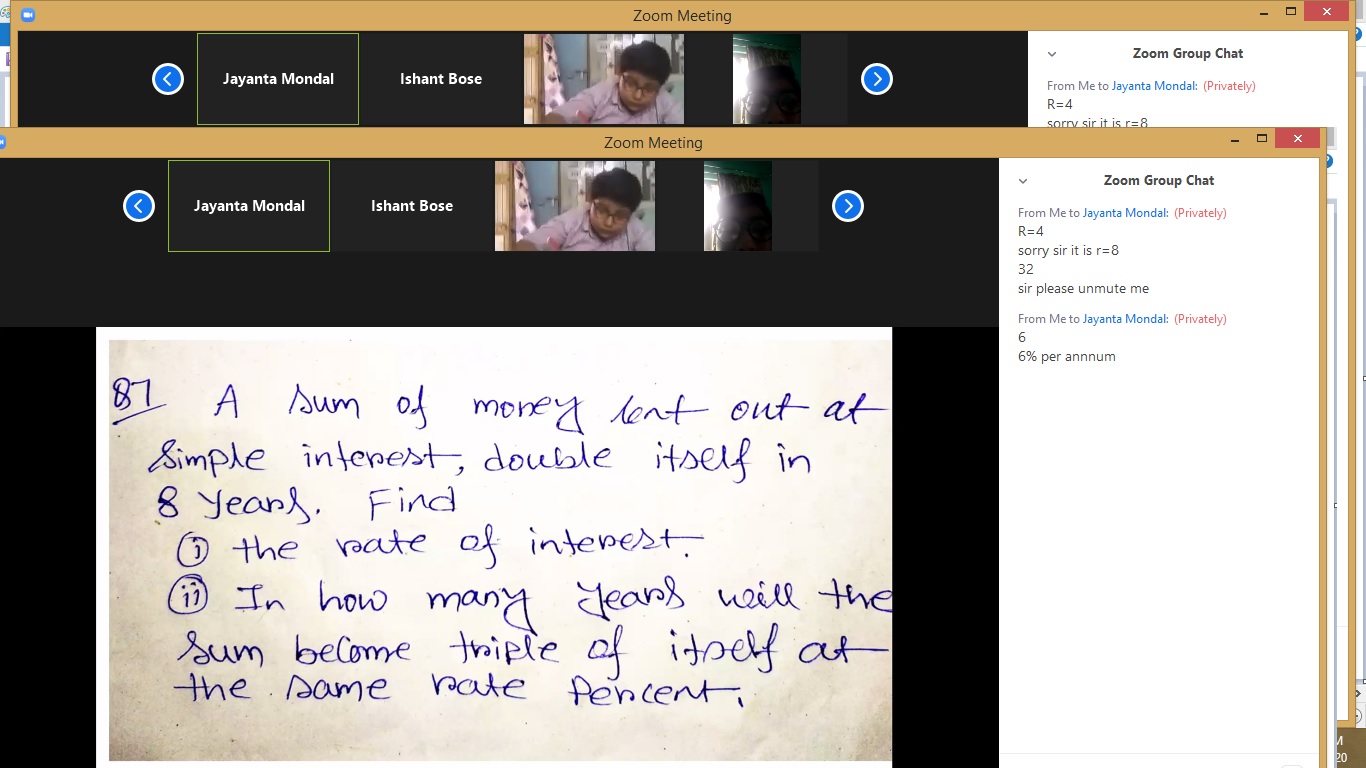 Zoom Meeting
Jayanta Mondal
Ishant Bose
Zoom Group Chat
From Me to Jayanta Mondal: (Privately)
R=4
sorry sir it is r=8
Zoom Meeting
Jayanta Mondal
Ishant Bose
Zoom Group Chat
From Me to Jayanta Mondal: (Privately)
R=4
sorry sir it is r=8
32
sir please unmute me
From Me to Jayanta Mondal: (Privately)
6
6% per annnum
87 A sum of money lent out at
simple interest, double itself in
8 years. Find
(i) the rate of interest.
(ii) In how many years will the
sum become triple of itself at
the same rate percent.
M
20